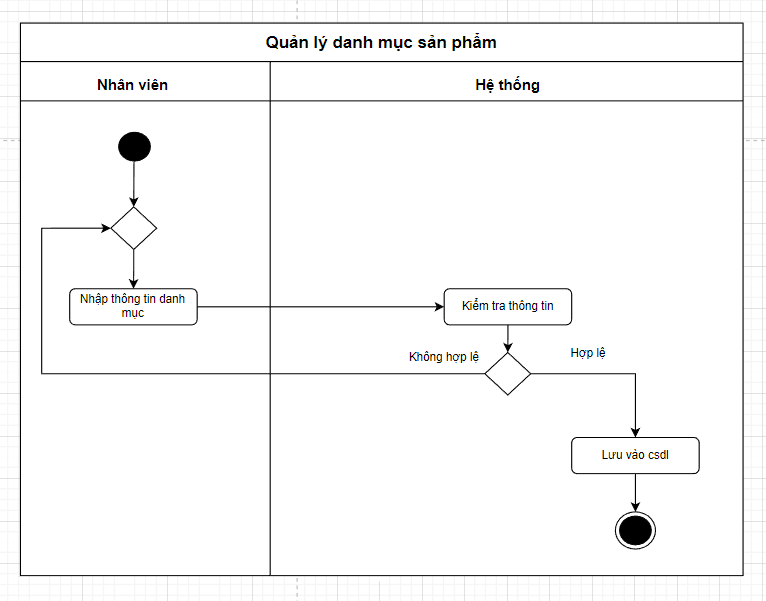 Quản lý danh mục sản phẩm
Nhân viên
Hệ thống
Nhập thông tin danh
mục
Kiểm tra thông tin
Không hợp lệ
Hợp lệ
Lưu vào csdl